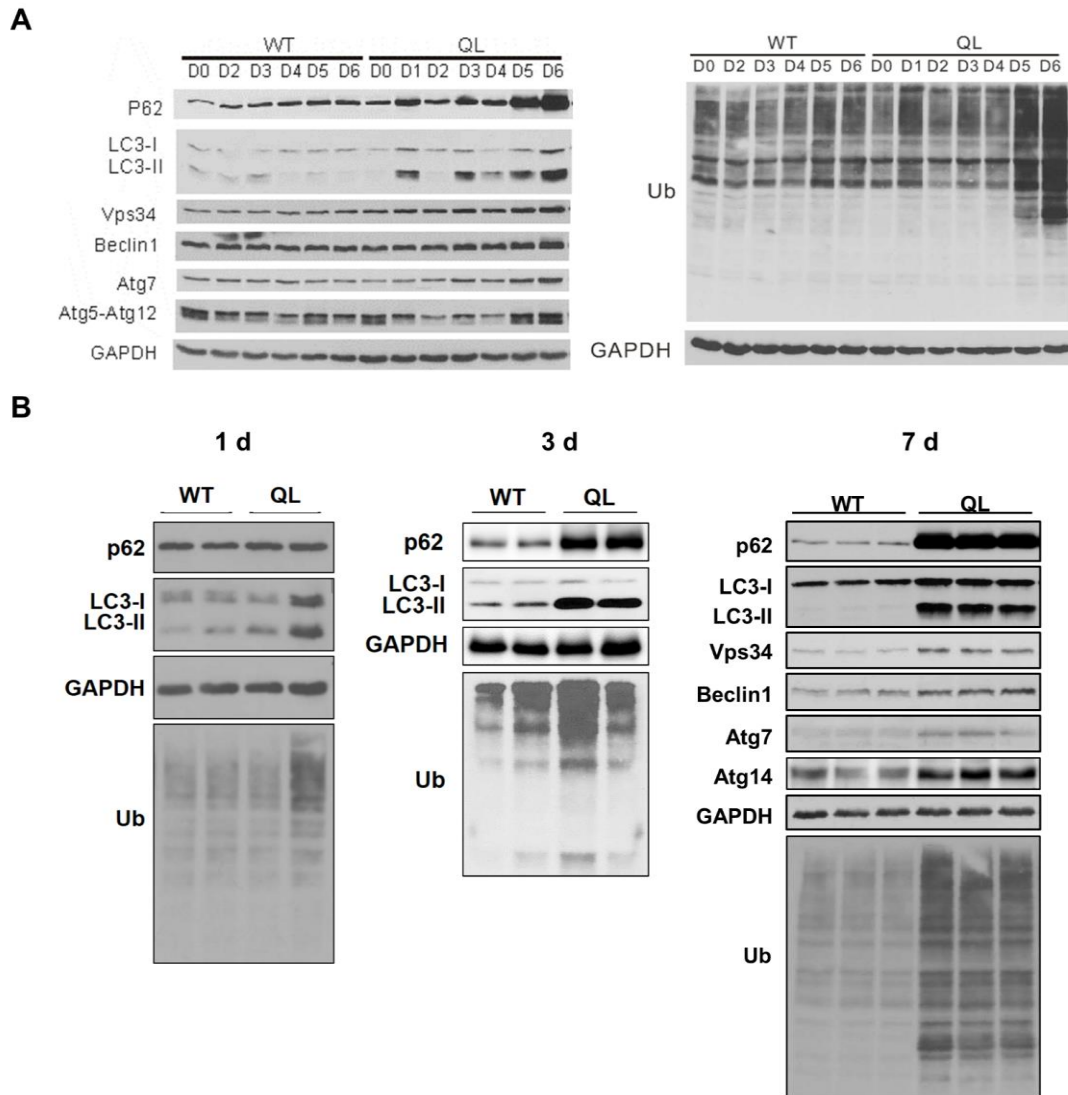 A
WT QL
D0 D2 D3 D4 D5 D6 D0 D1 D2 D3 D4 D5 D6
P62
LC3-I
LC3-II
Vps34
Beclin1
Atg7
Atg5-Atg12
GAPDH
WT QL
D0 D2 D3 D4 D5 D6 D0 D1 D2 D3 D4 D5 D6
Ub
GAPDH
B
1 d
WT QL
p62
LC3-I
LC3-II
GAPDH
Ub
3 d
WT QL
p62
LC3-I
LC3-II
GAPDH
Ub
7 d
WT QL
p62
LC3-I
LC3-II
Vps34
Beclin1
Atg7
Atg14
GAPDH
Ub